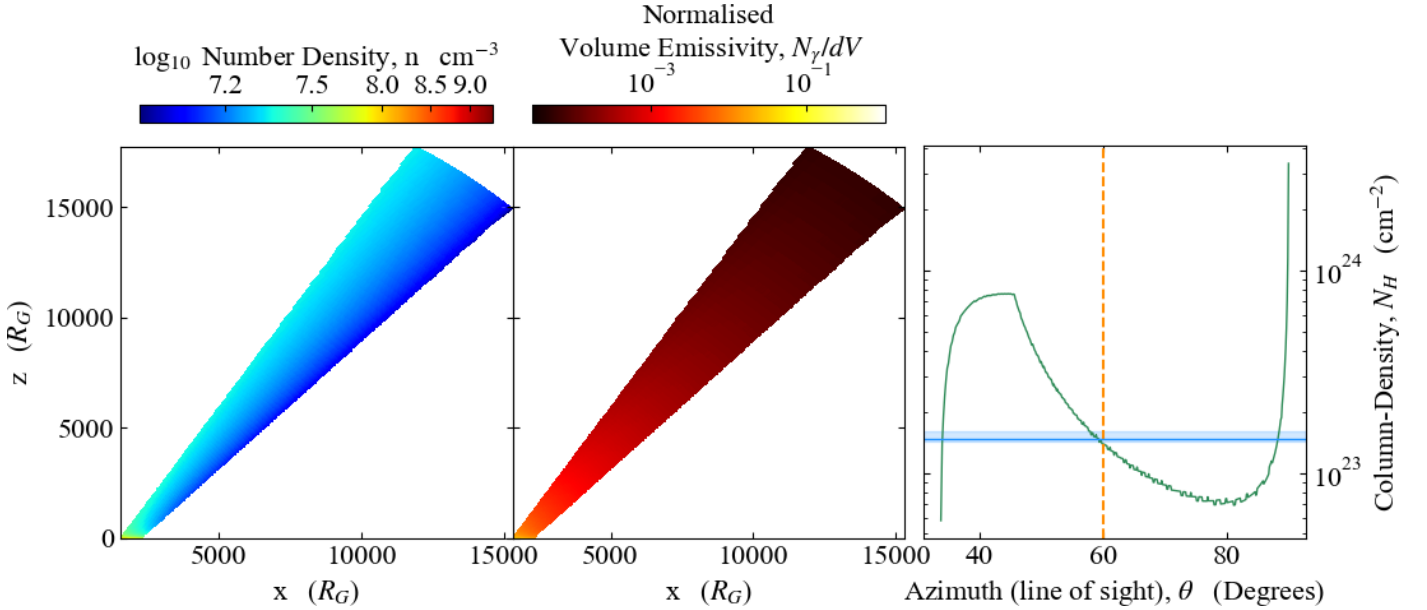 log₁₀ Number Density, n cm⁻³
7.2 7.5 8.0 8.5 9.0
Normalised
Volume Emissivity, N_γ/dV
10⁻³ 10⁻¹
z (R_G)
15000
10000
5000
0
5000 10000 15000
x (R_G)
5000 10000 15000
x (R_G)
10²⁴
10²³
Column-Density, N_H (cm⁻²)
40 60 80
Azimuth (line of sight), θ (Degrees)